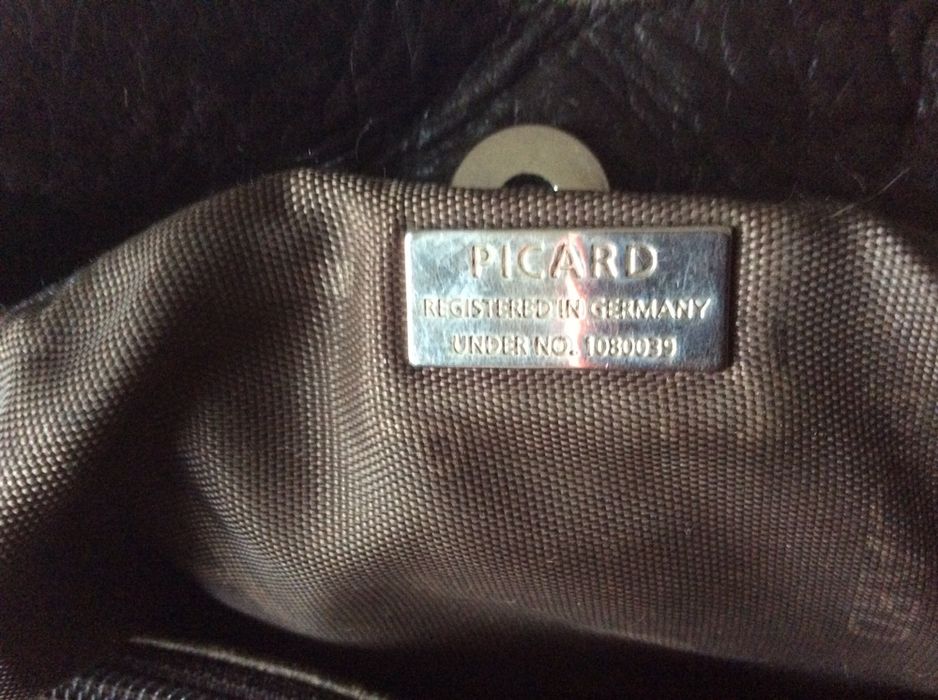 PICARD
REGISTERED IN GERMANY
UNDER NO. 1080039